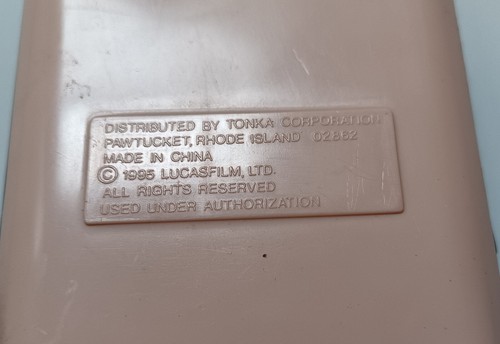 DISTRIBUTED BY TONKA CORPORATION
PAWTUCKET, RHODE ISLAND 02862
MADE IN CHINA
© 1995 LUCASFILM, LTD.
ALL RIGHTS RESERVED
USED UNDER AUTHORIZATION